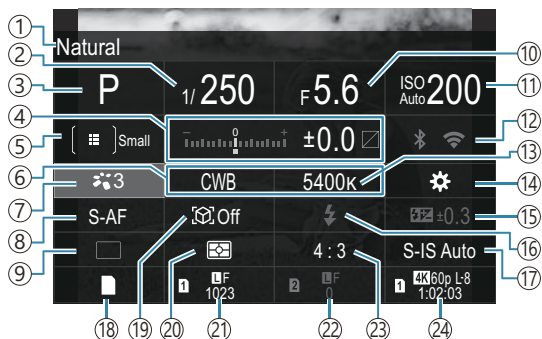 ① Natural
② ⑩
③ P 1/ 250 F5.6 ISO Auto 200 ⑪
④ − 0 + ±0.0 ⑫
⑤ [ ] Small
⑥ CWB 5400K ⑬
⑦ 3 ⑭
⑧ S-AF Off ±0.3 ⑮
⑨ 4 : 3 S-IS Auto ⑯
⑰
1 LF 1023 2 LF 0 1 4K 60p L-8 1:02:03
⑱ ⑲ ⑳ ㉑ ㉒ ㉓ ㉔